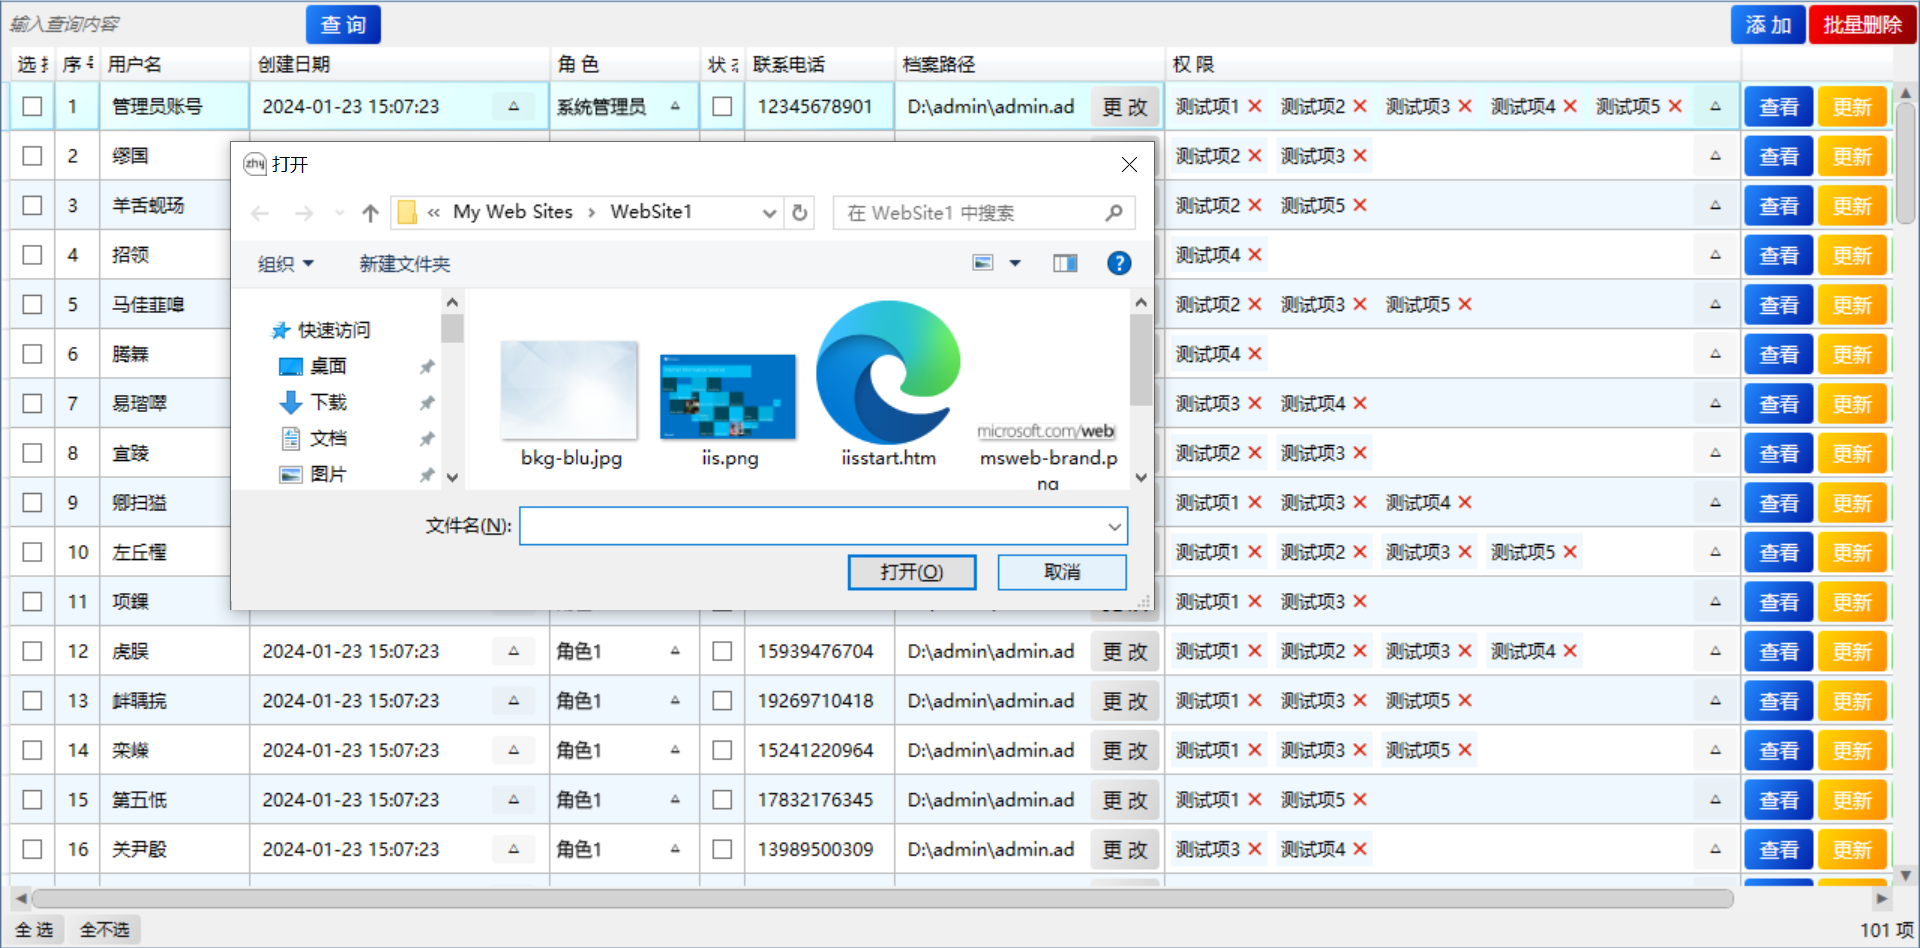 输入查询内容 查 询 添 加 批量删除
选 序 用户名 创建日期 角 色 状 联系电话 档案路径 权 限
1 管理员账号 2024-01-23 15:07:23 系统管理员 12345678901 D:\admin\admin.ad 更 改 测试项1 测试项2 测试项3 测试项4 测试项5 查看 更新
2 缪国 测试项2 测试项3 查看 更新
3 羊舌蚬玚 测试项2 测试项5 查看 更新
4 招领 测试项4 查看 更新
5 马佳韮嘷 测试项2 测试项3 测试项5 查看 更新
6 腾橆 测试项4 查看 更新
7 易瑎 测试项3 测试项4 查看 更新
8 宜 测试项2 测试项3 查看 更新
9 卿扫猛 测试项1 测试项3 测试项4 查看 更新
10 左丘 测试项1 测试项2 测试项3 测试项5 查看 更新
11 项 测试项1 测试项3 查看 更新
12 虎 2024-01-23 15:07:23 角色1 15939476704 D:\admin\admin.ad 更 改 测试项1 测试项2 测试项3 测试项4 查看 更新
13 2024-01-23 15:07:23 角色1 19269710418 D:\admin\admin.ad 更 改 测试项1 测试项3 测试项5 查看 更新
14 栾嵘 2024-01-23 15:07:23 角色1 15241220964 D:\admin\admin.ad 更 改 测试项1 测试项3 测试项5 查看 更新
15 第五 2024-01-23 15:07:23 角色1 17832176345 D:\admin\admin.ad 更 改 测试项1 测试项5 查看 更新
16 关尹殷 2024-01-23 15:07:23 角色1 13989500309 D:\admin\admin.ad 更 改 测试项3 测试项4 查看 更新
全 选 全不选 101 项
zhy 打开
« My Web Sites › WebSite1 在 WebSite1 中搜索
组织 新建文件夹
快速访问
桌面
下载
文档
图片
microsoft.com/web
bkg-blu.jpg iis.png iisstart.htm msweb-brand.p
ng
文件名(N):
打开(O) 取消